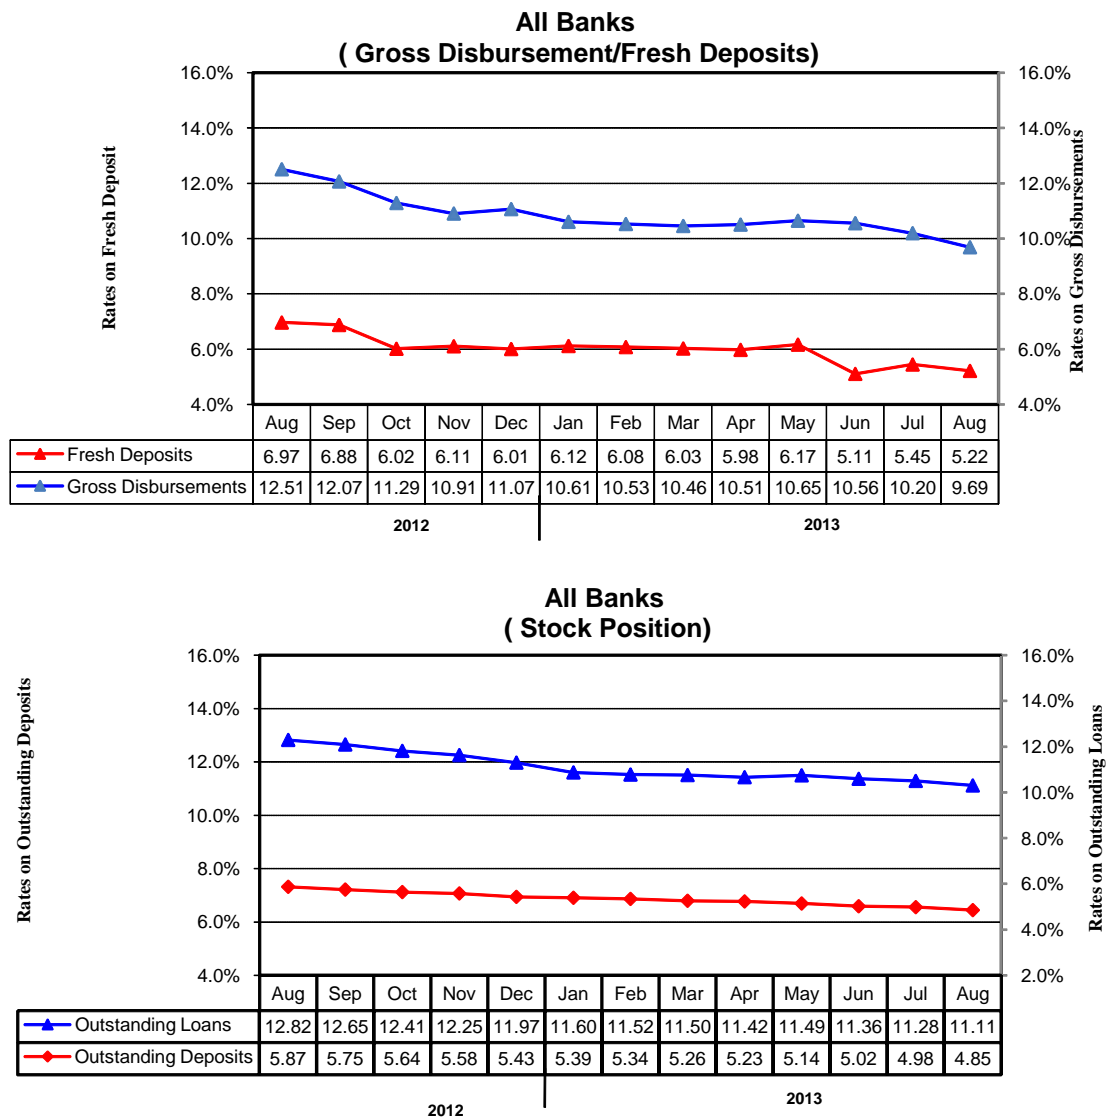 All Banks
( Gross Disbursement/Fresh Deposits)
16.0% 16.0%
14.0% 14.0%
12.0% 12.0%
10.0% 10.0%
8.0% 8.0%
6.0% 6.0%
4.0% 4.0%
Rates on Fresh Deposit
Rates on Gross Disbursements
Aug Sep Oct Nov Dec Jan Feb Mar Apr May Jun Jul Aug
Fresh Deposits 6.97 6.88 6.02 6.11 6.01 6.12 6.08 6.03 5.98 6.17 5.11 5.45 5.22
Gross Disbursements 12.51 12.07 11.29 10.91 11.07 10.61 10.53 10.46 10.51 10.65 10.56 10.20 9.69
2012 2013
All Banks
( Stock Position)
16.0% 16.0%
14.0% 14.0%
12.0% 12.0%
10.0% 10.0%
8.0% 8.0%
6.0% 6.0%
4.0% 4.0%
2.0%
Rates on Outstanding Deposits
Rates on Outstanding Loans
Aug Sep Oct Nov Dec Jan Feb Mar Apr May Jun Jul Aug
Outstanding Loans 12.82 12.65 12.41 12.25 11.97 11.60 11.52 11.50 11.42 11.49 11.36 11.28 11.11
Outstanding Deposits 5.87 5.75 5.64 5.58 5.43 5.39 5.34 5.26 5.23 5.14 5.02 4.98 4.85
2012 2013